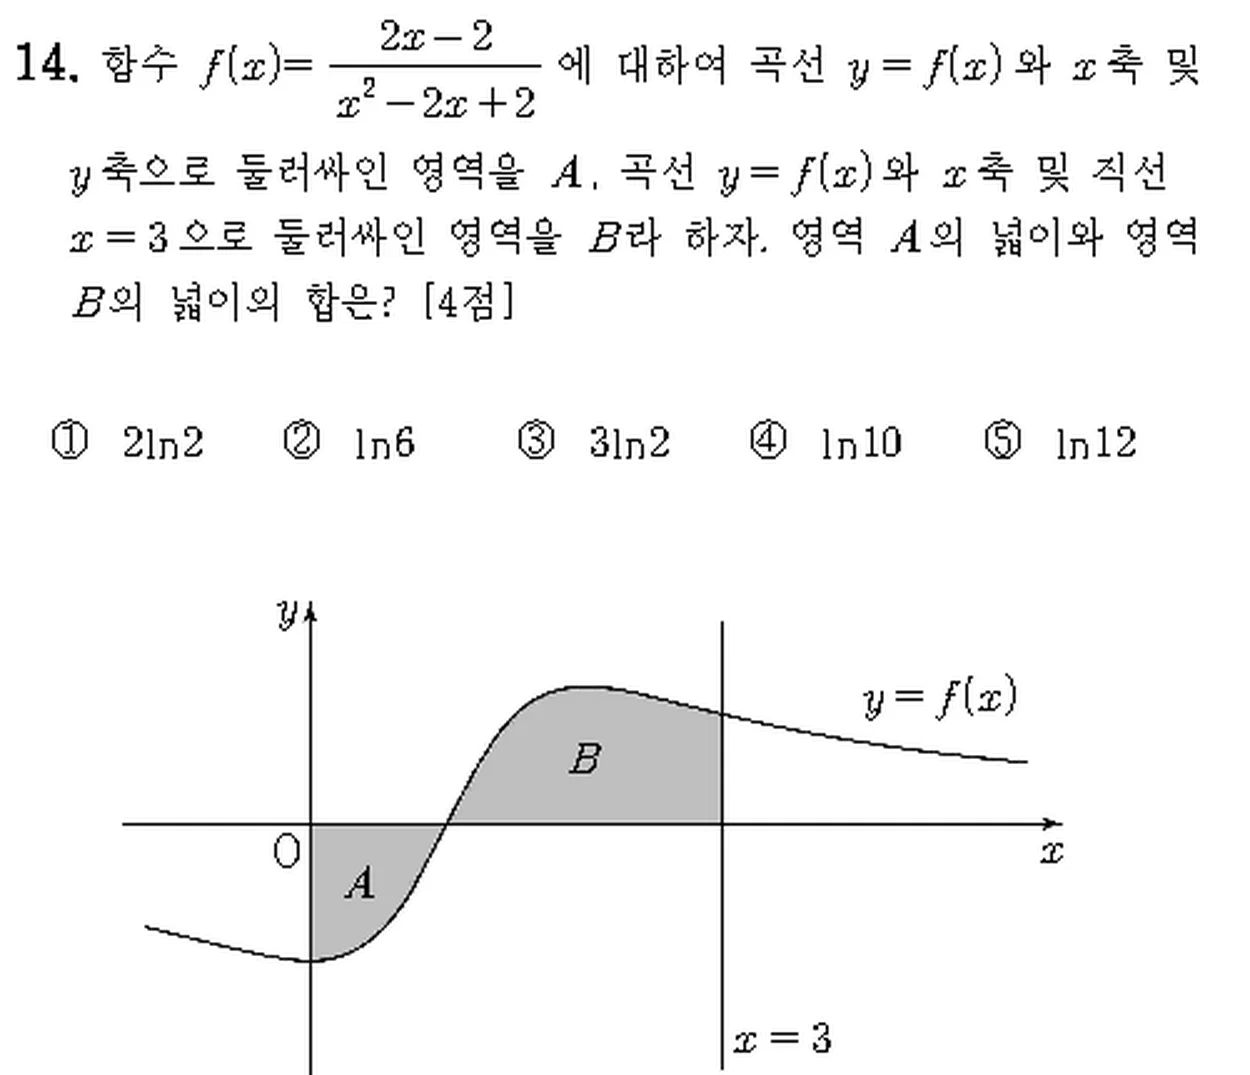 14. 함수 f(x)= \frac{2x-2}{x^2-2x+2} 에 대하여 곡선 y=f(x)와 x축 및
y축으로 둘러싸인 영역을 A, 곡선 y=f(x)와 x축 및 직선
x=3으로 둘러싸인 영역을 B라 하자. 영역 A의 넓이와 영역
B의 넓이의 합은? [4점]
① 2ln2 ② ln6 ③ 3ln2 ④ ln10 ⑤ ln12
y
y=f(x)
B
O
x
A
x=3